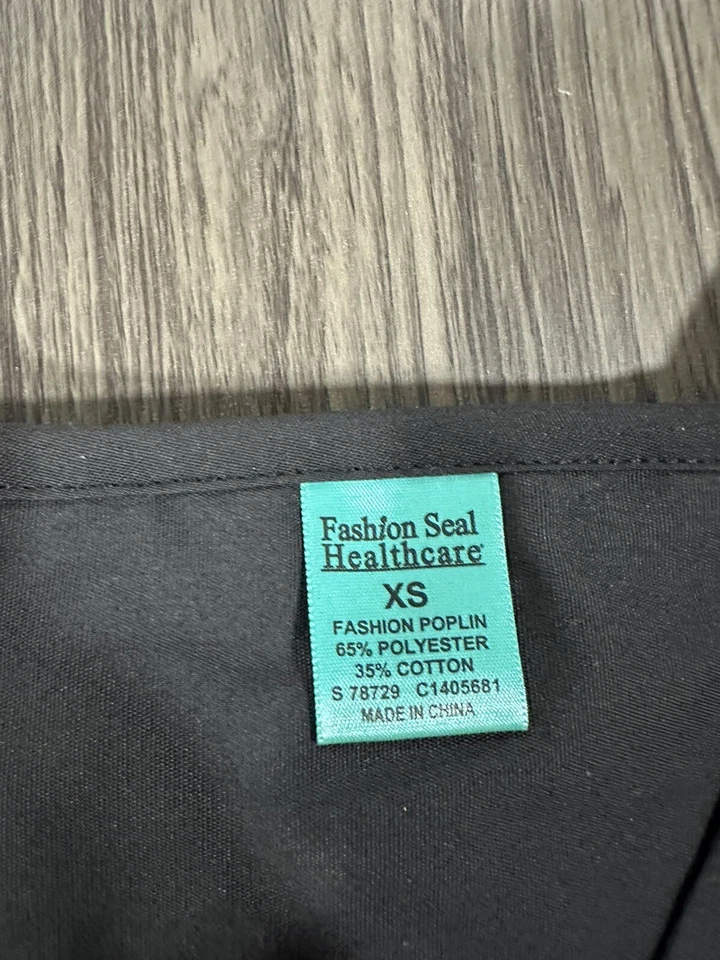 Fashion Seal
Healthcare®
XS
FASHION POPLIN
65% POLYESTER
35% COTTON
S 78729 C1405681
MADE IN CHINA